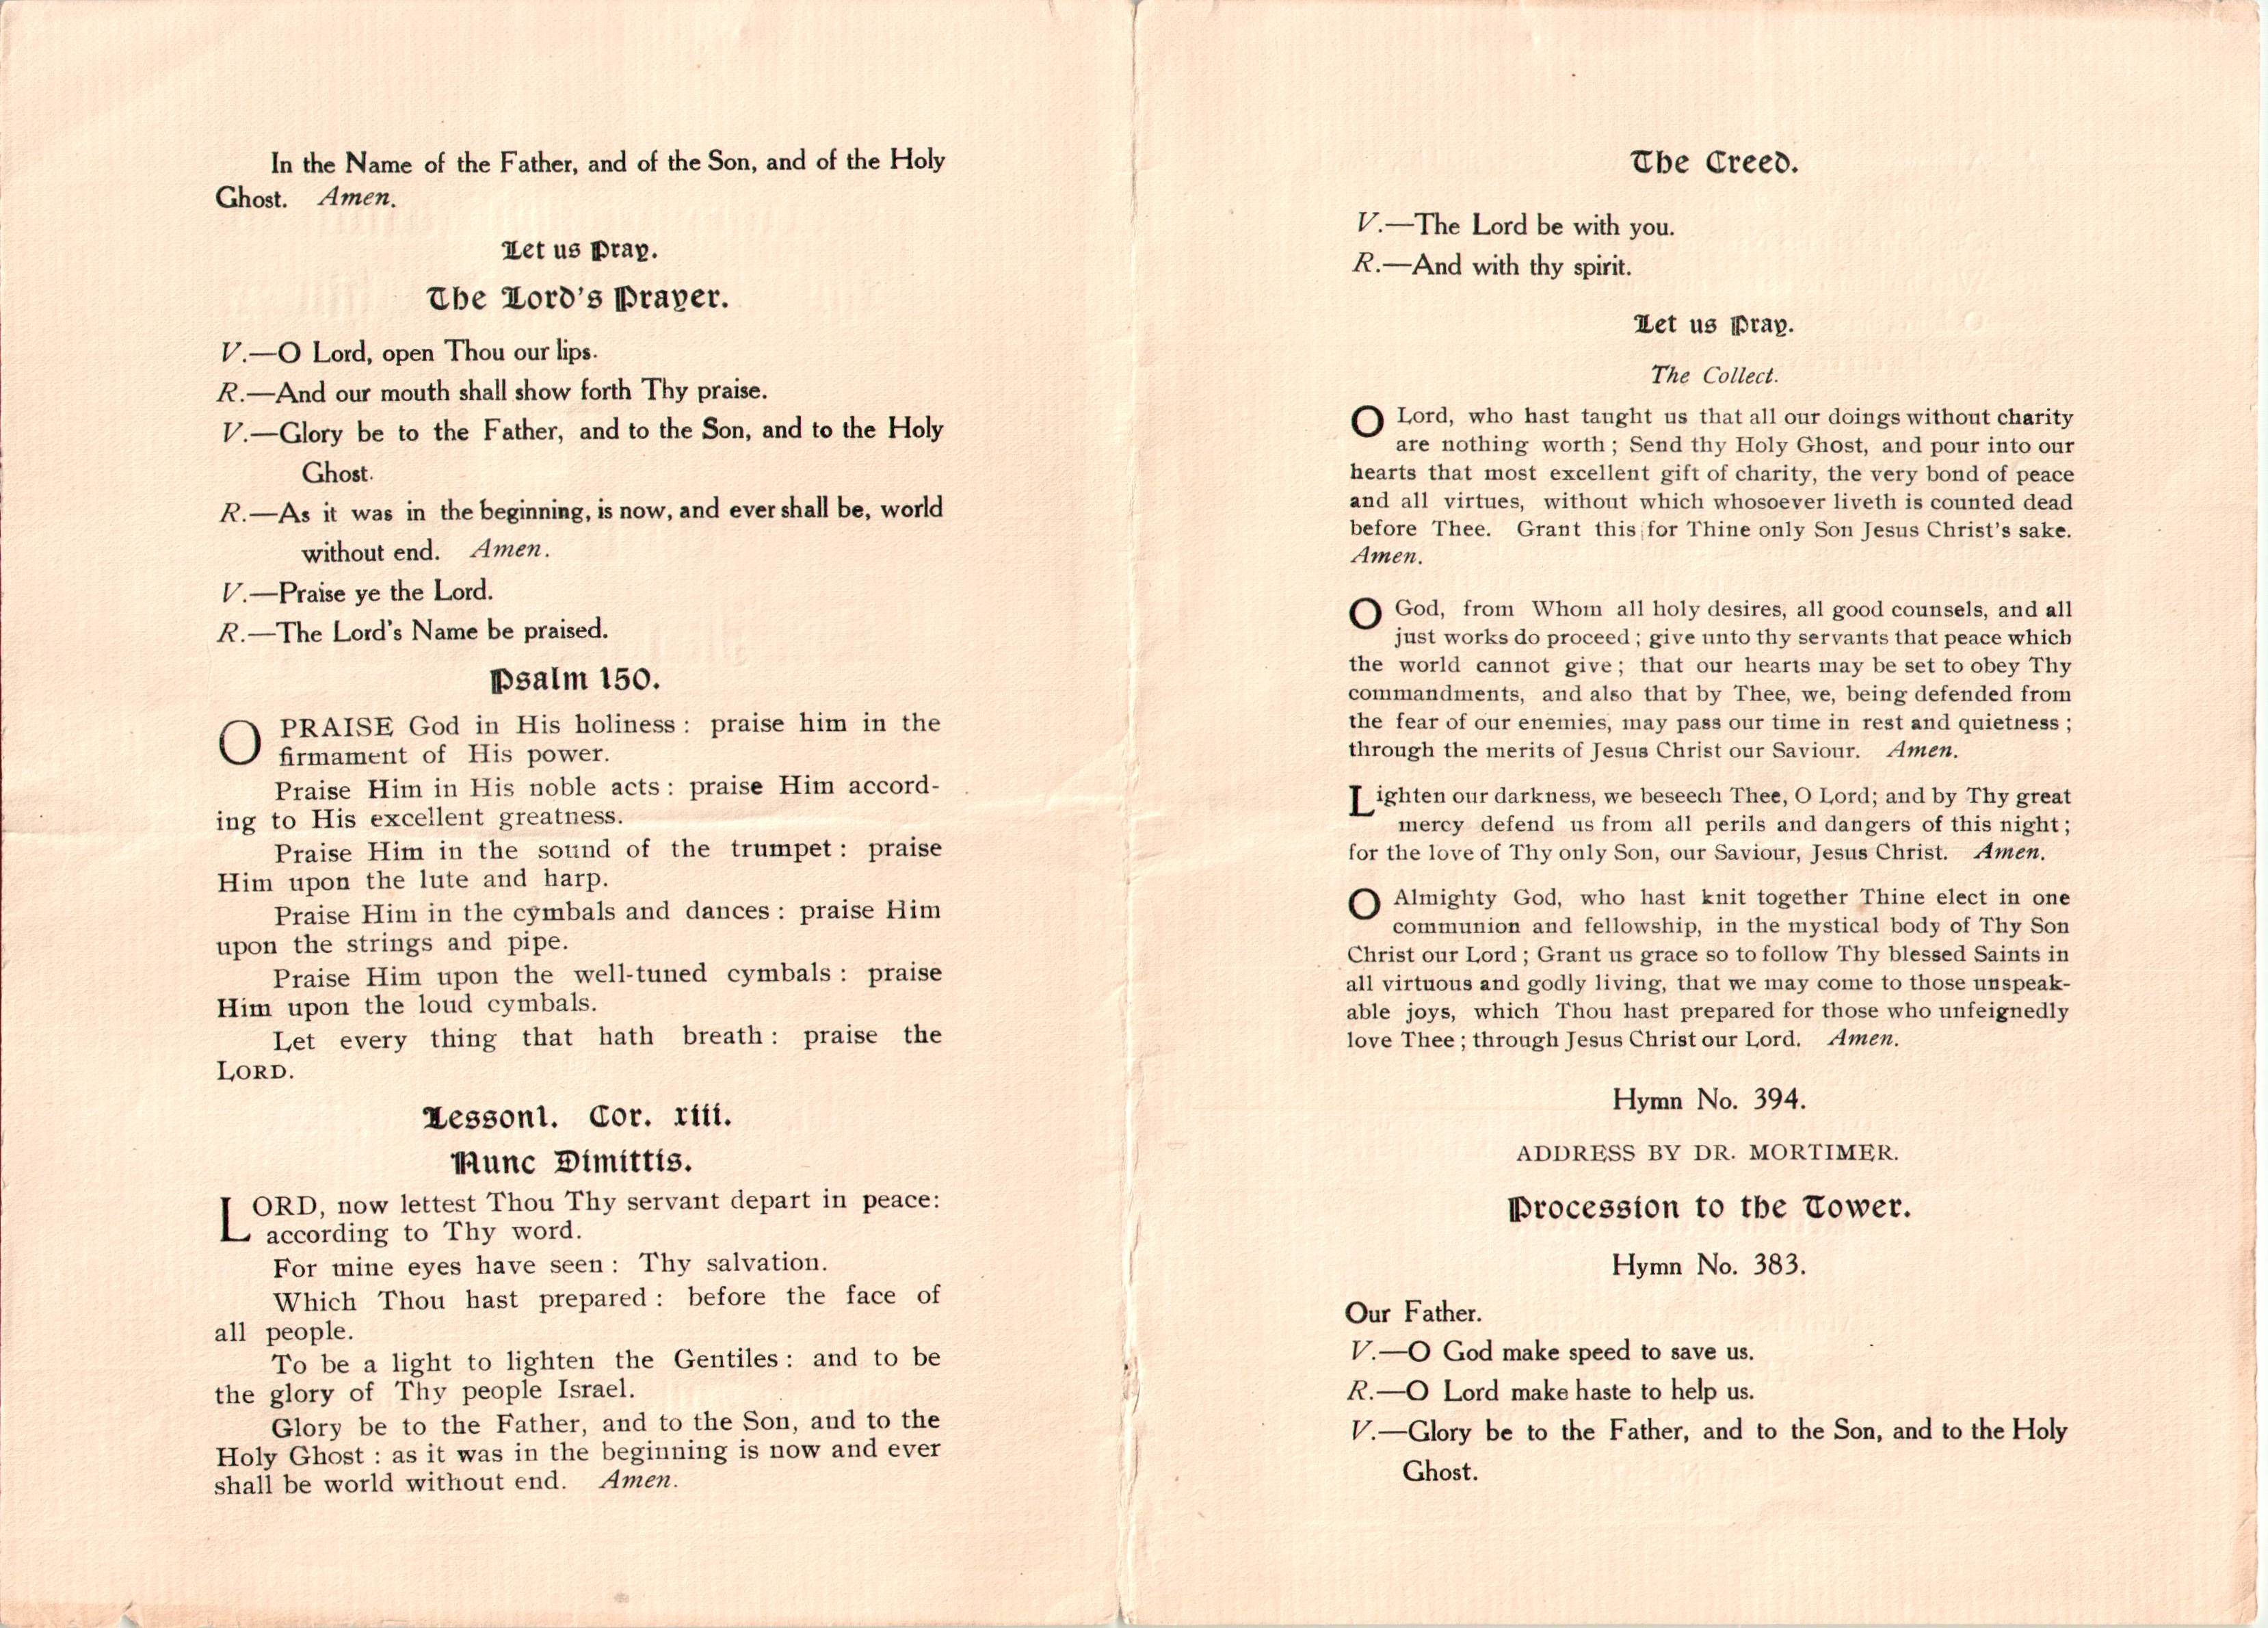 In the Name of the Father, and of the Son, and of the Holy
Ghost. Amen.
Let us Pray.
The Lord's Prayer.
V.—O Lord, open Thou our lips.
R.—And our mouth shall show forth Thy praise.
V.—Glory be to the Father, and to the Son, and to the Holy
Ghost.
R.—As it was in the beginning, is now, and ever shall be, world
without end. Amen.
V.—Praise ye the Lord.
R.—The Lord's Name be praised.
Psalm 150.
O PRAISE God in His holiness : praise him in the
firmament of His power.
Praise Him in His noble acts : praise Him accord-
ing to His excellent greatness.
Praise Him in the sound of the trumpet : praise
Him upon the lute and harp.
Praise Him in the cymbals and dances : praise Him
upon the strings and pipe.
Praise Him upon the well-tuned cymbals : praise
Him upon the loud cymbals.
Let every thing that hath breath : praise the
LORD.
Lesson1. Cor. xiii.
Nunc Dimittis.
LORD, now lettest Thou Thy servant depart in peace:
according to Thy word.
For mine eyes have seen : Thy salvation.
Which Thou hast prepared : before the face of
all people.
To be a light to lighten the Gentiles : and to be
the glory of Thy people Israel.
Glory be to the Father, and to the Son, and to the
Holy Ghost : as it was in the beginning is now and ever
shall be world without end. Amen.
The Creed.
V.—The Lord be with you.
R.—And with thy spirit.
Let us Pray.
The Collect.
O Lord, who hast taught us that all our doings without charity
are nothing worth ; Send thy Holy Ghost, and pour into our
hearts that most excellent gift of charity, the very bond of peace
and all virtues, without which whosoever liveth is counted dead
before Thee. Grant this for Thine only Son Jesus Christ's sake.
Amen.
O God, from Whom all holy desires, all good counsels, and all
just works do proceed ; give unto thy servants that peace which
the world cannot give ; that our hearts may be set to obey Thy
commandments, and also that by Thee, we, being defended from
the fear of our enemies, may pass our time in rest and quietness ;
through the merits of Jesus Christ our Saviour. Amen.
Lighten our darkness, we beseech Thee, O Lord; and by Thy great
mercy defend us from all perils and dangers of this night ;
for the love of Thy only Son, our Saviour, Jesus Christ. Amen.
O Almighty God, who hast knit together Thine elect in one
communion and fellowship, in the mystical body of Thy Son
Christ our Lord ; Grant us grace so to follow Thy blessed Saints in
all virtuous and godly living, that we may come to those unspeak-
able joys, which Thou hast prepared for those who unfeignedly
love Thee ; through Jesus Christ our Lord. Amen.
Hymn No. 394.
ADDRESS BY DR. MORTIMER.
Procession to the Tower.
Hymn No. 383.
Our Father.
V.—O God make speed to save us.
R.—O Lord make haste to help us.
V.—Glory be to the Father, and to the Son, and to the Holy
Ghost.